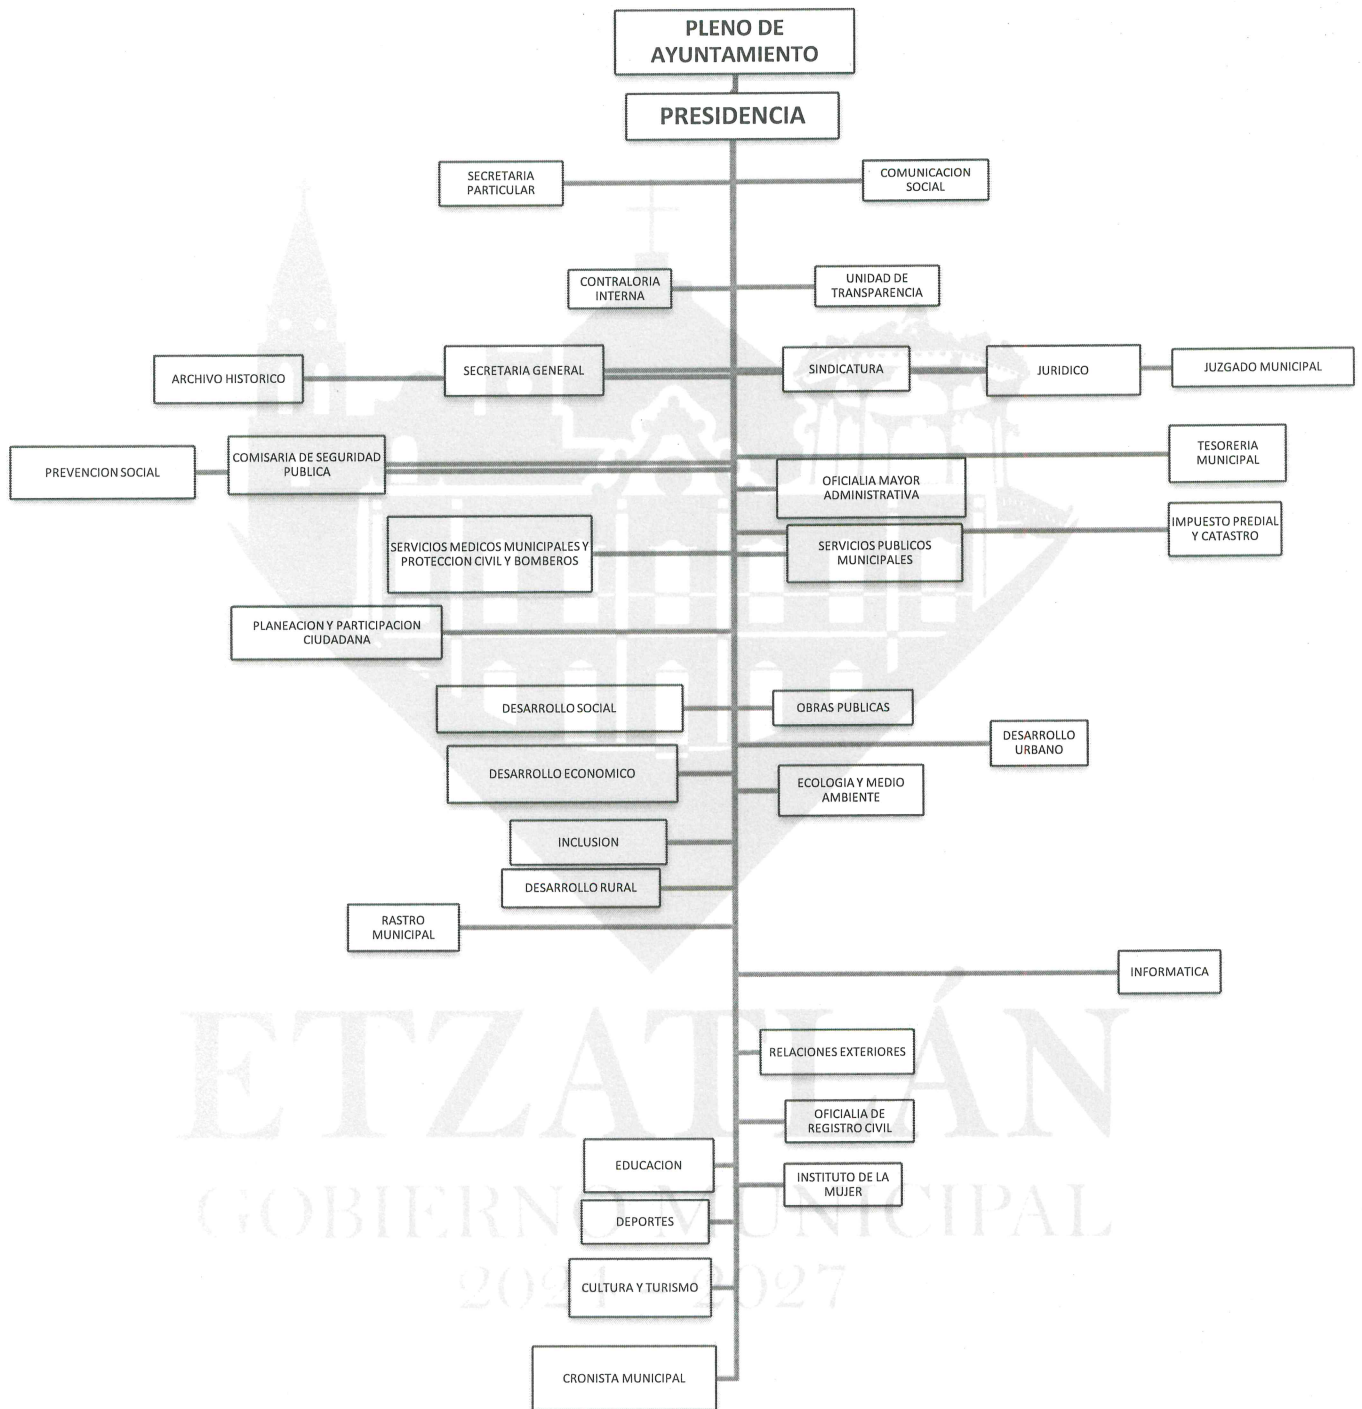 PLENO DE
AYUNTAMIENTO
PRESIDENCIA
SECRETARIA
PARTICULAR
COMUNICACION
SOCIAL
CONTRALORIA
INTERNA
UNIDAD DE
TRANSPARENCIA
ARCHIVO HISTORICO
SECRETARIA GENERAL
SINDICATURA
JURIDICO
JUZGADO MUNICIPAL
PREVENCION SOCIAL
COMISARIA DE SEGURIDAD
PUBLICA
TESORERIA
MUNICIPAL
OFICIALIA MAYOR
ADMINISTRATIVA
SERVICIOS MEDICOS MUNICIPALES Y
PROTECCION CIVIL Y BOMBEROS
SERVICIOS PUBLICOS
MUNICIPALES
IMPUESTO PREDIAL
Y CATASTRO
PLANEACION Y PARTICIPACION
CIUDADANA
DESARROLLO SOCIAL
OBRAS PUBLICAS
DESARROLLO
URBANO
DESARROLLO ECONOMICO
ECOLOGIA Y MEDIO
AMBIENTE
INCLUSION
DESARROLLO RURAL
RASTRO
MUNICIPAL
INFORMATICA
ETZATLÁN
RELACIONES EXTERIORES
OFICIALIA DE
REGISTRO CIVIL
EDUCACION
INSTITUTO DE LA
MUJER
GOBIERNO MUNICIPAL
DEPORTES
CULTURA Y TURISMO
2024 - 2027
CRONISTA MUNICIPAL